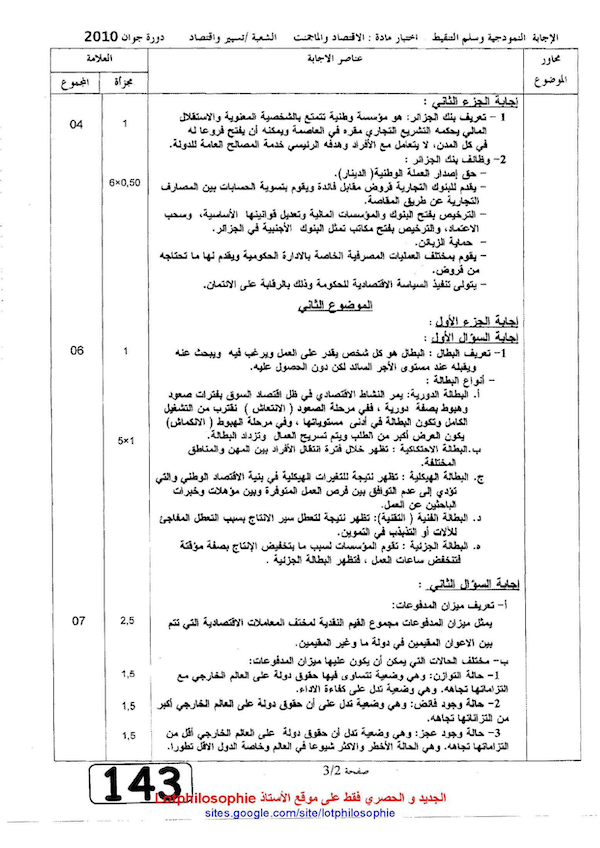 الإجابة النموذجية وسلم التنقيط اختبار مادة : الاقتصاد والماجمنت الشعبة /تسيير واقتصاد دورة جوان 2010
محاور الموضوع
عناصر الاجابة
العلامة
مجزأة
المجموع
إجابة الجزء الثاني :
1- تعريف بنك الجزائر: هو مؤسسة وطنية تتمتع بالشخصية المعنوية والاستقلال
المالي يحكمه التشريع التجاري مقره في العاصمة ويمكنه أن يفتح فروعا له
في كل المدن، لا يتعامل مع الأفراد وهدفه الرئيسي خدمة المصالح العامة للدولة.
1
04
2- وظائف بنك الجزائر :
- حق إصدار العملة الوطنية( الدينار).
- يقدم للبنوك التجارية قروض مقابل فائدة ويقوم بتسوية الحسابات بين المصارف
التجارية عن طريق المقاصة.
6×0,50
- الترخيص بفتح البنوك والمؤسسات المالية وتعديل قوانينها الأساسية، وسحب
الاعتماد، والترخيص بفتح مكاتب تمثل البنوك الأجنبية في الجزائر.
- حماية الزبائن.
- يقوم بمختلف العمليات المصرفية الخاصة بالادارة الحكومية ويقدم لها ما تحتاجه
من قروض.
- يتولى تنفيذ السياسة الاقتصادية للحكومة وذلك بالرقابة على الائتمان.
الموضوع الثاني
إجابة الجزء الأول :
إجابة السؤال الأول :
1- تعريف البطال : البطال هو كل شخص يقدر على العمل ويرغب فيه ويبحث عنه
ويقبله عند مستوى الأجر السائد لكن دون الحصول عليه.
1
06
- أنواع البطالة :
أ. البطالة الدورية: يمر النشاط الاقتصادي في ظل اقتصاد السوق بفترات صعود
وهبوط بصفة دورية ، ففي مرحلة الصعود ( الانتعاش ) نقترب من التشغيل
الكامل وتكون البطالة في أدنى مستوياتها ، وفي مرحلة الهبوط ( الانكماش)
يكون العرض أكبر من الطلب ويتم تسريح العمال وتزداد البطالة.
5×1
ب.البطالة الاحتكاكية : تظهر خلال فترة انتقال الأفراد بين المهن والمناطق
المختلفة.
ج. البطالة الهيكلية : تظهر نتيجة للتغيرات الهيكلية في بنية الاقتصاد الوطني والتي
تؤدي إلى عدم التوافق بين فرص العمل المتوفرة وبين مؤهلات وخبرات
الباحثين عن العمل.
د. البطالة الفنية ( التقنية): تظهر نتيجة لتعطل سير الانتاج بسبب التعطل المفاجئ
للآلات أو التذبذب في التموين.
ه. البطالة الجزئية : تقوم المؤسسات لسبب ما بتخفيض الإنتاج بصفة مؤقتة
فتنخفض ساعات العمل ، فتظهر البطالة الجزئية .
إجابة السؤال الثاني :
أ- تعريف ميزان المدفوعات:
يمثل ميزان المدفوعات مجموع القيم النقدية لمختف المعاملات الاقتصادية التي تتم
بين الاعوان المقيمين في دولة ما وغير المقيمين.
2,5
07
ب- مختلف الحالات التي يمكن أن يكون عليها ميزان المدفوعات:
1- حالة التوازن: وهي وضعية تتساوى فيها حقوق دولة على العالم الخارجي مع
التزاماتها تجاهه. وهي وضعية تدل على كفاءة الاداء.
1,5
2- حالة وجود فائض: وهي وضعية تدل على أن حقوق دولة على العالم الخارجي أكبر
من التزاتاتها تجاهه.
1,5
3- حالة وجود عجز: وهي وضعية تدل أن حقوق دولة على العالم الخارجي أقل من
التزاماتها تجاهه. وهي الحالة الأخطر والاكثر شيوعا في العالم وخاصة الدول الاقل تطورا.
1,5
صفحة 3/2
143
الجديد و الحصري فقط على موقع الأستاذ Lotphilosophie
sites.google.com/site/lotphilosophie